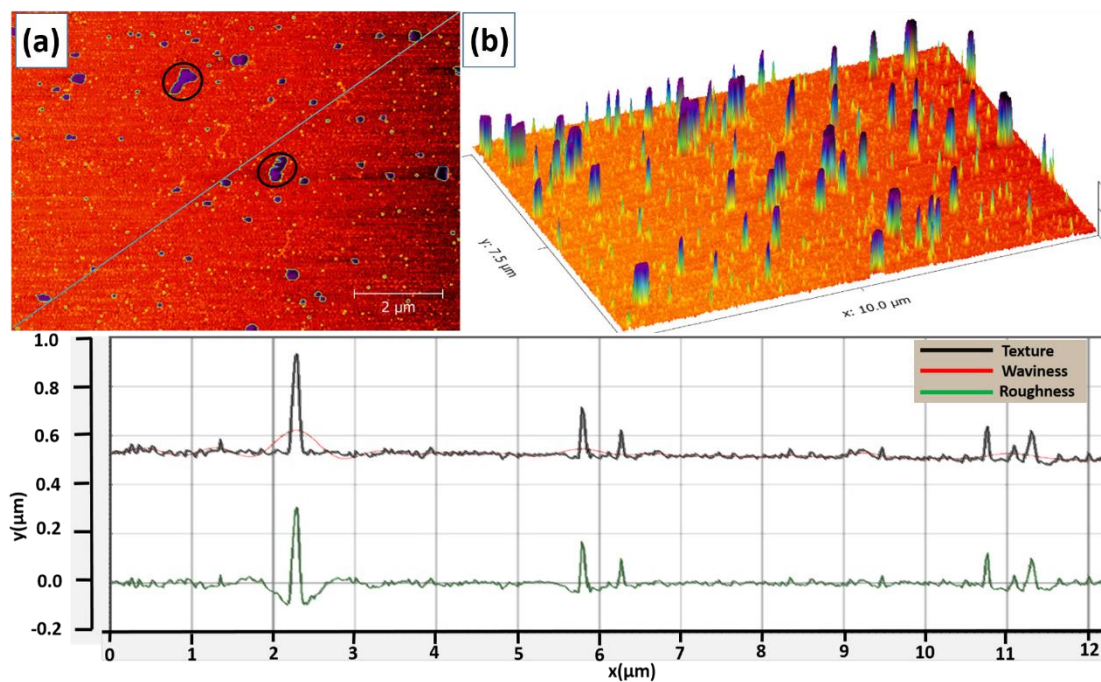 (a)
2 μm
(b)
y: 7.5 μm
x: 10.0 μm
Texture
Waviness
Roughness
1.0
0.8
0.6
0.4
0.2
0.0
-0.2
y(μm)
0 1 2 3 4 5 6 7 8 9 10 11 12
x(μm)